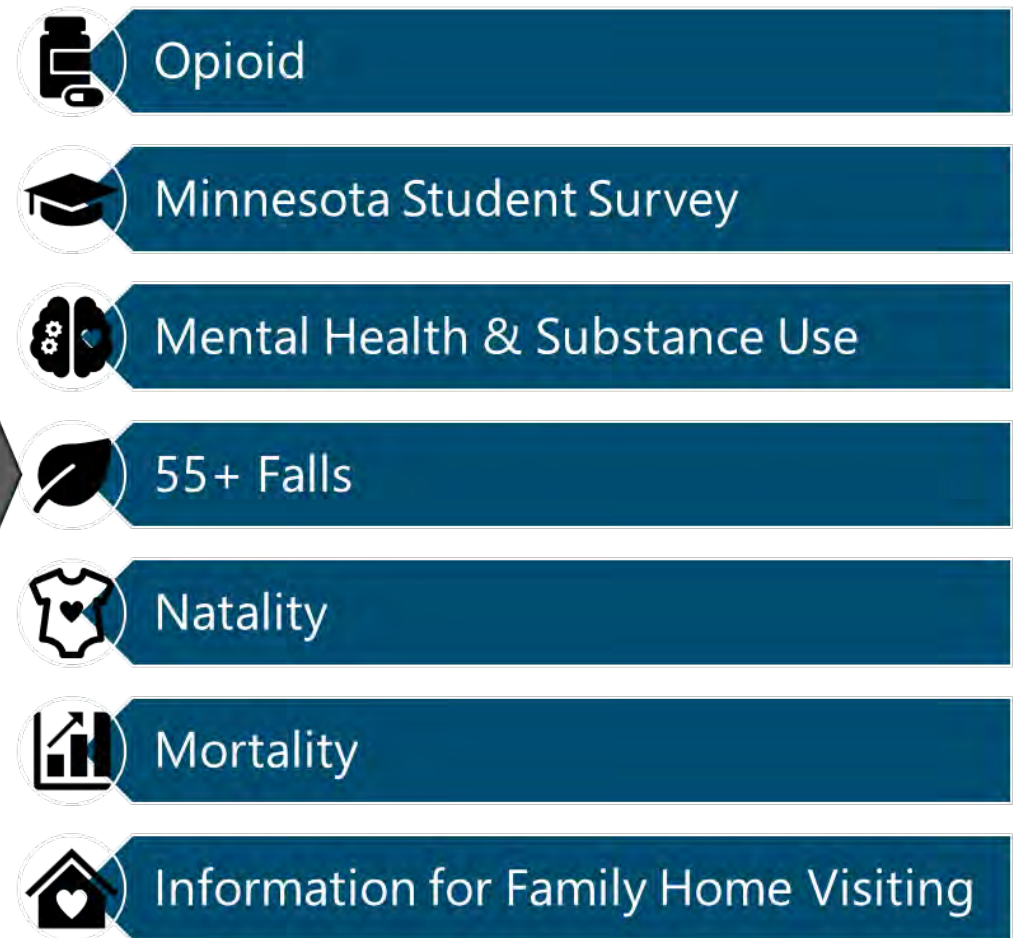 Opioid
Minnesota Student Survey
Mental Health & Substance Use
55+ Falls
Natality
Mortality
Information for Family Home Visiting